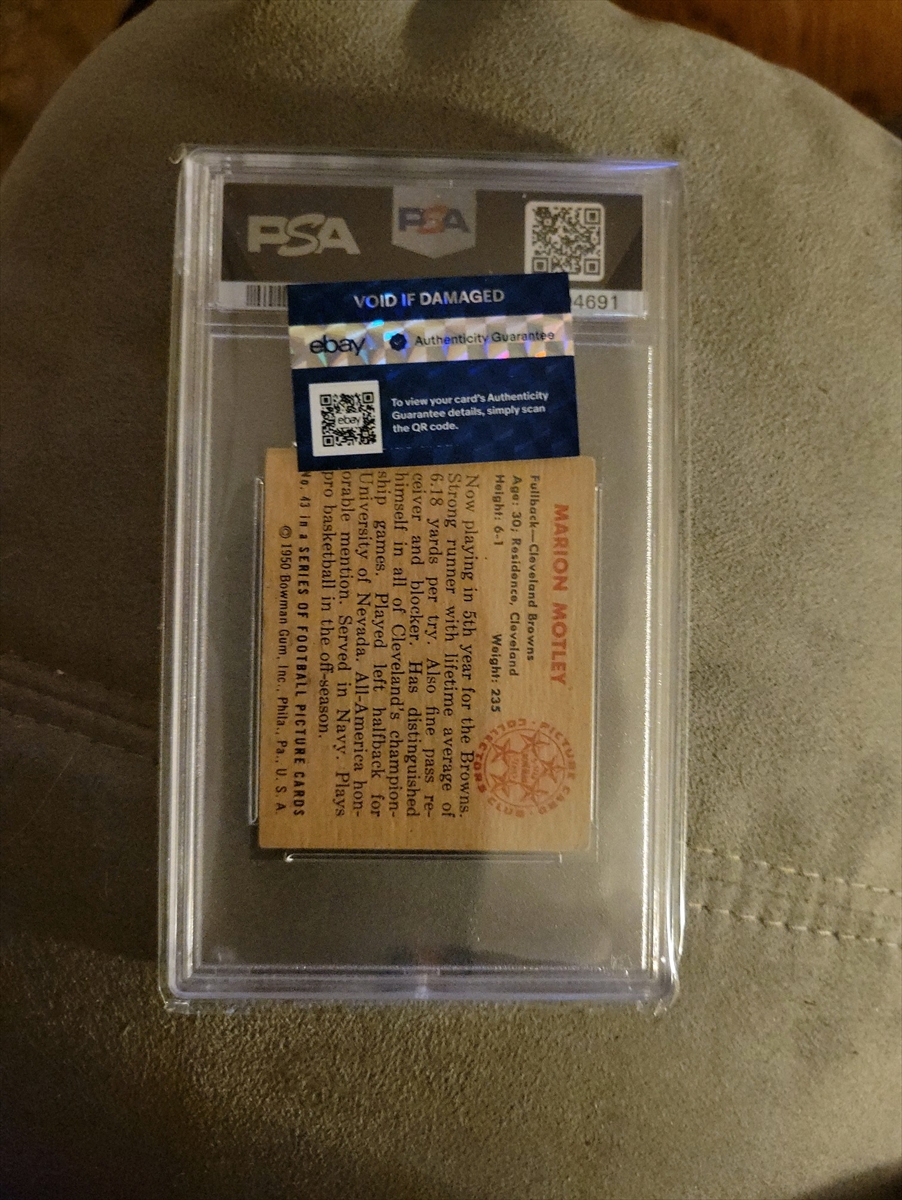 PSA
PSA
4691
VOID IF DAMAGED
ebay Authenticity Guarantee
To view your card's Authenticity
Guarantee details, simply scan
the QR code.
ebay
MARION MOTLEY
Fullback—Cleveland Browns
Age: 30; Residence, Cleveland
Height: 6-1 Weight: 235
Now playing in 5th year for the Browns.
Strong runner with lifetime average of
6.18 yards per try. Also fine pass re-
ceiver and blocker. Has distinguished
himself in all of Cleveland's champion-
ship games. Played left halfback for
University of Nevada. All-America hon-
orable mention. Served in Navy. Plays
pro basketball in the off-season.
No. 43 in a SERIES OF FOOTBALL PICTURE CARDS
© 1950 Bowman Gum, Inc., Phila., Pa., U. S. A.
PICTURE CARD COLLECTORS CLUB